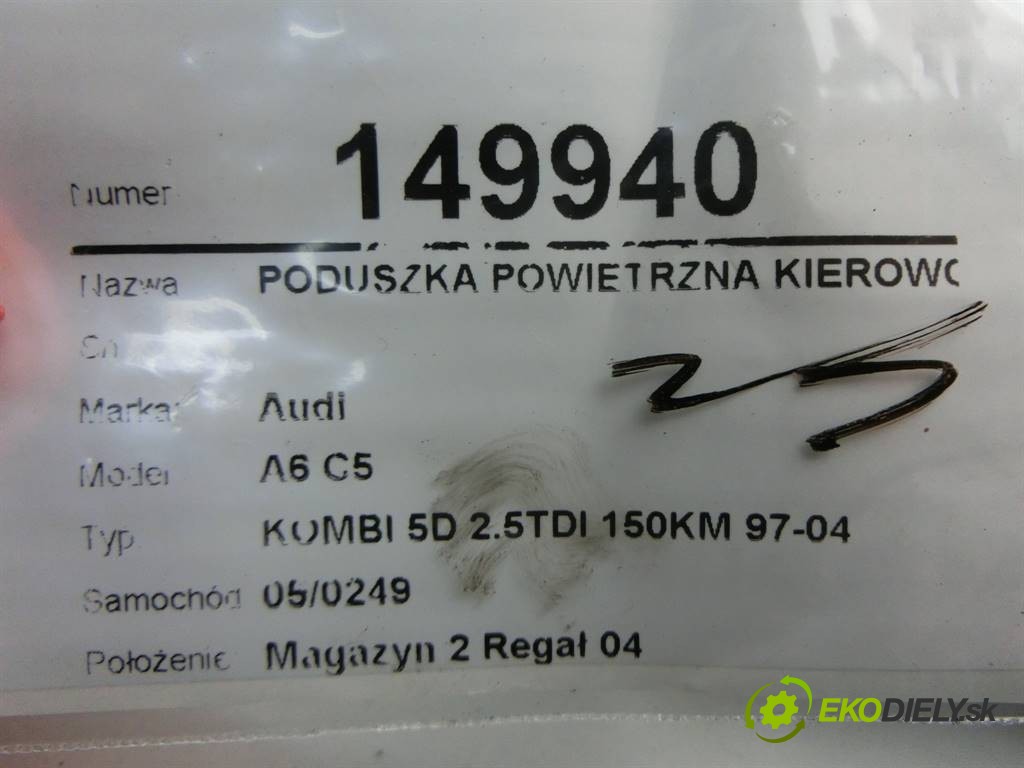 Numer 149940
Nazwa PODUSZKA POWIETRZNA KIEROWC
Marka: Audi
Model A6 C5
Typ KOMBI 5D 2.5TDI 150KM 97-04
Samochód 05/0249
Położenie Magazyn 2 Regał 04
EKODIELY.sk